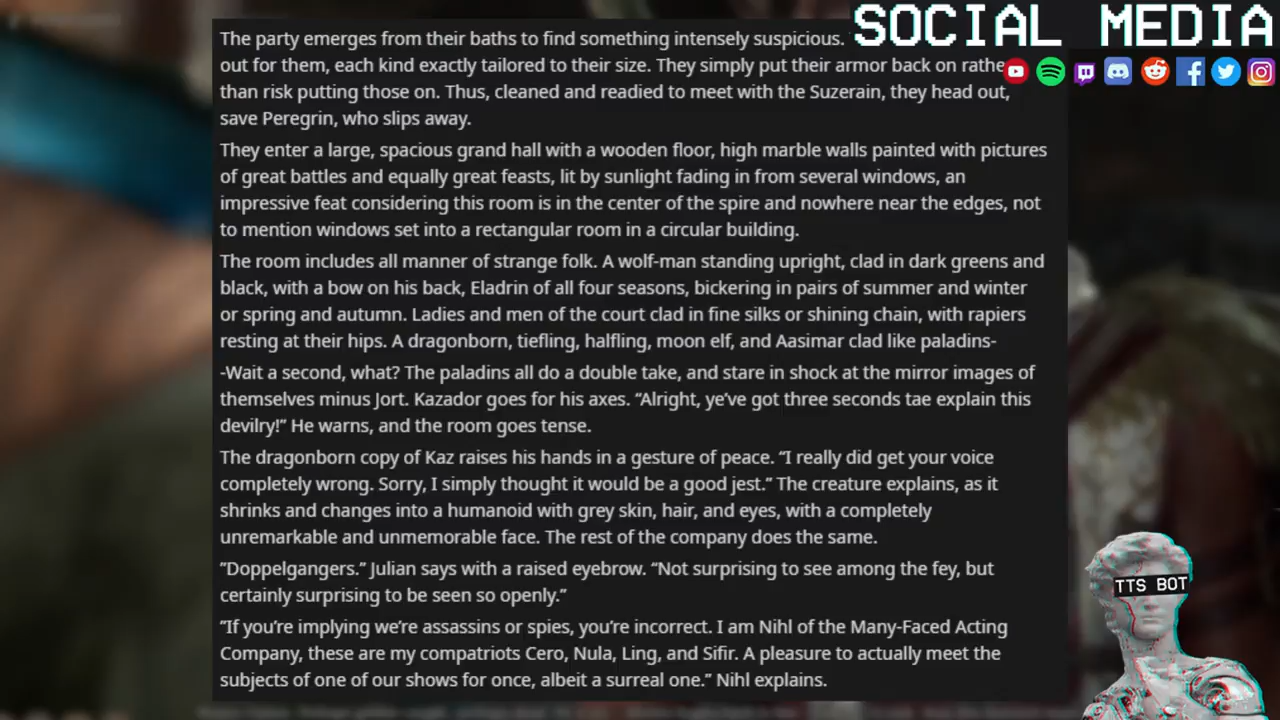 SOCIAL MEDIA
The party emerges from their baths to find something intensely suspicious.
out for them, each kind exactly tailored to their size. They simply put their armor back on rathe
than risk putting those on. Thus, cleaned and readied to meet with the Suzerain, they head out,
save Peregrin, who slips away.
They enter a large, spacious grand hall with a wooden floor, high marble walls painted with pictures
of great battles and equally great feasts, lit by sunlight fading in from several windows, an
impressive feat considering this room is in the center of the spire and nowhere near the edges, not
to mention windows set into a rectangular room in a circular building.
The room includes all manner of strange folk. A wolf-man standing upright, clad in dark greens and
black, with a bow on his back, Eladrin of all four seasons, bickering in pairs of summer and winter
or spring and autumn. Ladies and men of the court clad in fine silks or shining chain, with rapiers
resting at their hips. A dragonborn, tiefling, halfling, moon elf, and Aasimar clad like paladins-
-Wait a second, what? The paladins all do a double take, and stare in shock at the mirror images of
themselves minus Jort. Kazador goes for his axes. “Alright, ye’ve got three seconds tae explain this
devilry!” He warns, and the room goes tense.
The dragonborn copy of Kaz raises his hands in a gesture of peace. “I really did get your voice
completely wrong. Sorry, I simply thought it would be a good jest.” The creature explains, as it
shrinks and changes into a humanoid with grey skin, hair, and eyes, with a completely
unremarkable and unmemorable face. The rest of the company does the same.
“Doppelgangers.” Julian says with a raised eyebrow. “Not surprising to see among the fey, but
certainly surprising to be seen so openly.”
“If you’re implying we’re assassins or spies, you’re incorrect. I am Nihl of the Many-Faced Acting
Company, these are my compatriots Cero, Nula, Ling, and Sifir. A pleasure to actually meet the
subjects of one of our shows for once, albeit a surreal one.” Nihl explains.
TTS BOT